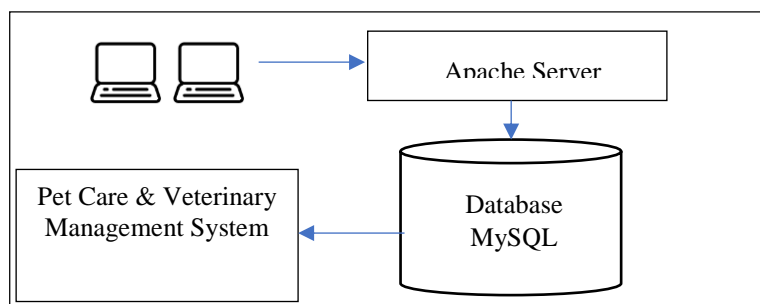 Apache Server
Pet Care & Veterinary
Management System
Database
MySQL